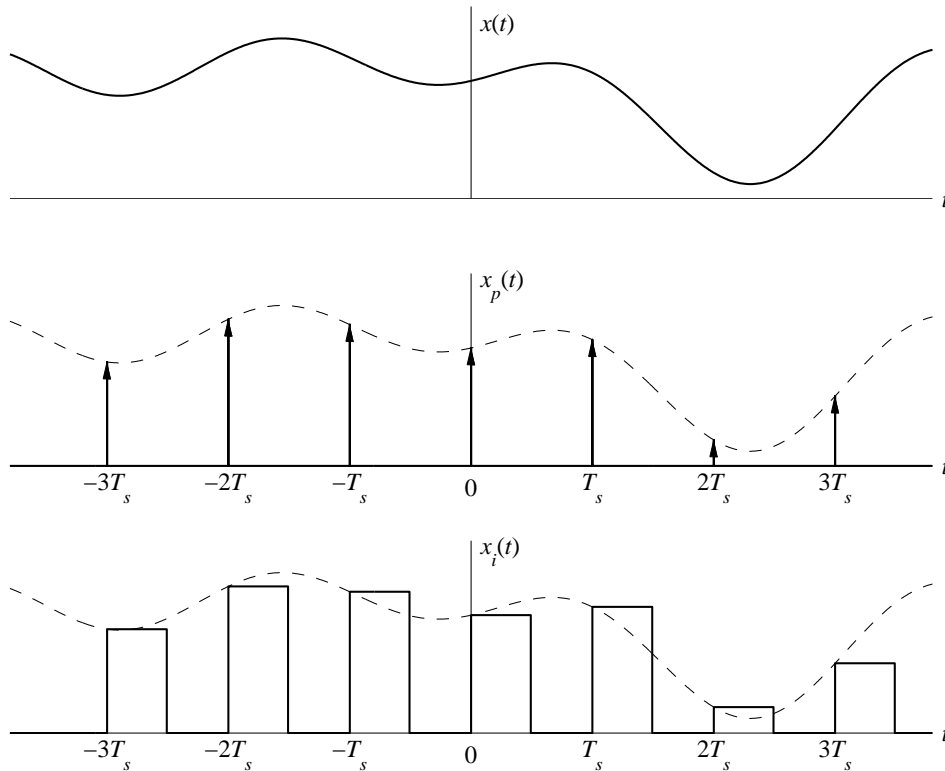 x(t)
t
x_p(t)
t
−3T_s −2T_s −T_s 0 T_s 2T_s 3T_s
x_i(t)
t
−3T_s −2T_s −T_s 0 T_s 2T_s 3T_s